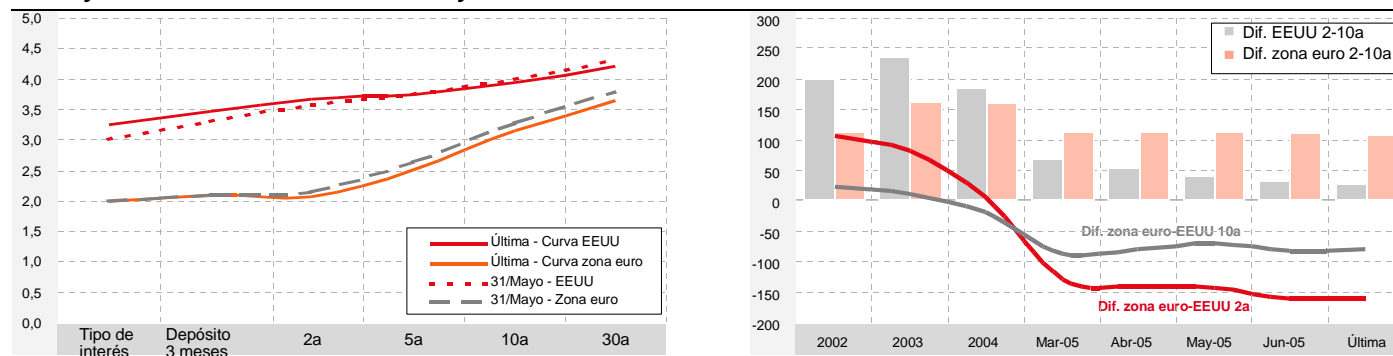 5,0
4,5
4,0
3,5
3,0
2,5
2,0
1,5
1,0
0,5
0,0
Tipo de interés
Depósito 3 meses
2a
5a
10a
30a
Última - Curva EEUU
Última - Curva zona euro
31/Mayo - EEUU
31/Mayo - Zona euro
300
250
200
150
100
50
0
-50
-100
-150
-200
Dif. EEUU 2-10a
Dif. zona euro 2-10a
Dif. zona euro-EEUU 10a
Dif. zona euro-EEUU 2a
2002
2003
2004
Mar-05
Abr-05
May-05
Jun-05
Última